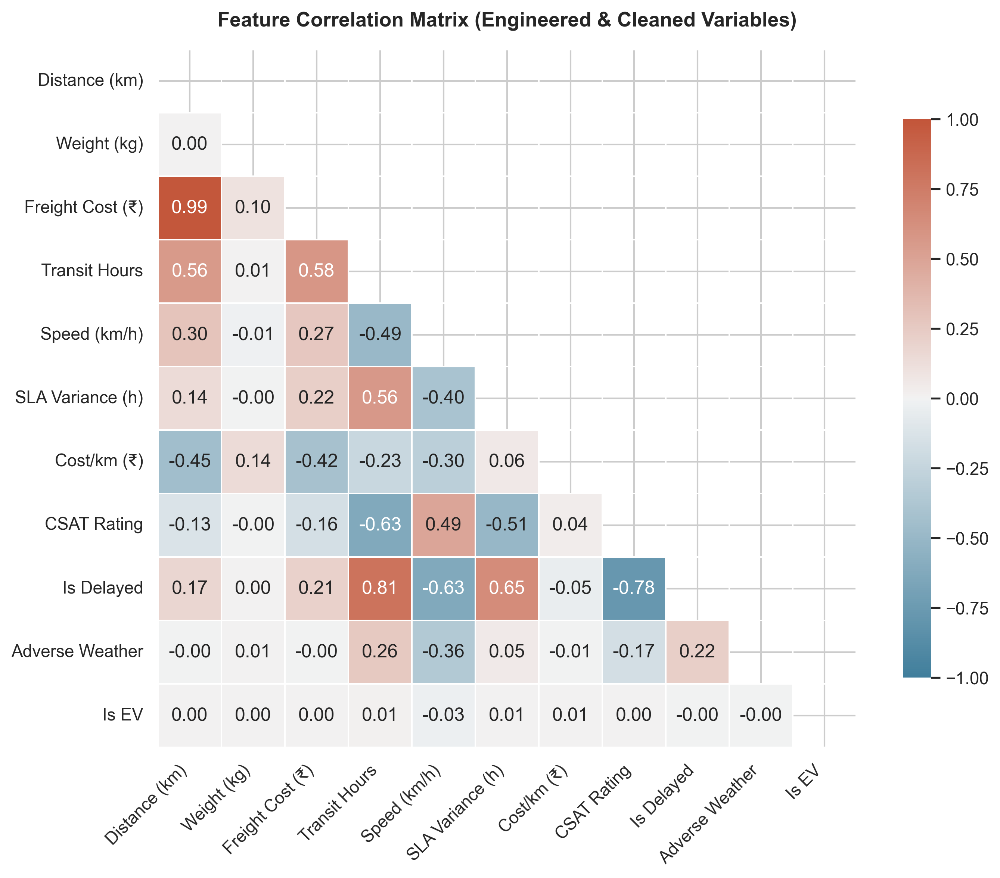 Feature Correlation Matrix (Engineered & Cleaned Variables)
Distance (km)
Weight (kg) 0.00
Freight Cost (₹) 0.99 0.10
Transit Hours 0.56 0.01 0.58
Speed (km/h) 0.30 -0.01 0.27 -0.49
SLA Variance (h) 0.14 -0.00 0.22 0.56 -0.40
Cost/km (₹) -0.45 0.14 -0.42 -0.23 -0.30 0.06
CSAT Rating -0.13 -0.00 -0.16 -0.63 0.49 -0.51 0.04
Is Delayed 0.17 0.00 0.21 0.81 -0.63 0.65 -0.05 -0.78
Adverse Weather -0.00 0.01 -0.00 0.26 -0.36 0.05 -0.01 -0.17 0.22
Is EV 0.00 0.00 0.00 0.01 -0.03 0.01 0.01 0.00 -0.00 -0.00
Distance (km)
Weight (kg)
Freight Cost (₹)
Transit Hours
Speed (km/h)
SLA Variance (h)
Cost/km (₹)
CSAT Rating
Is Delayed
Adverse Weather
Is EV
1.00
0.75
0.50
0.25
0.00
−0.25
−0.50
−0.75
−1.00